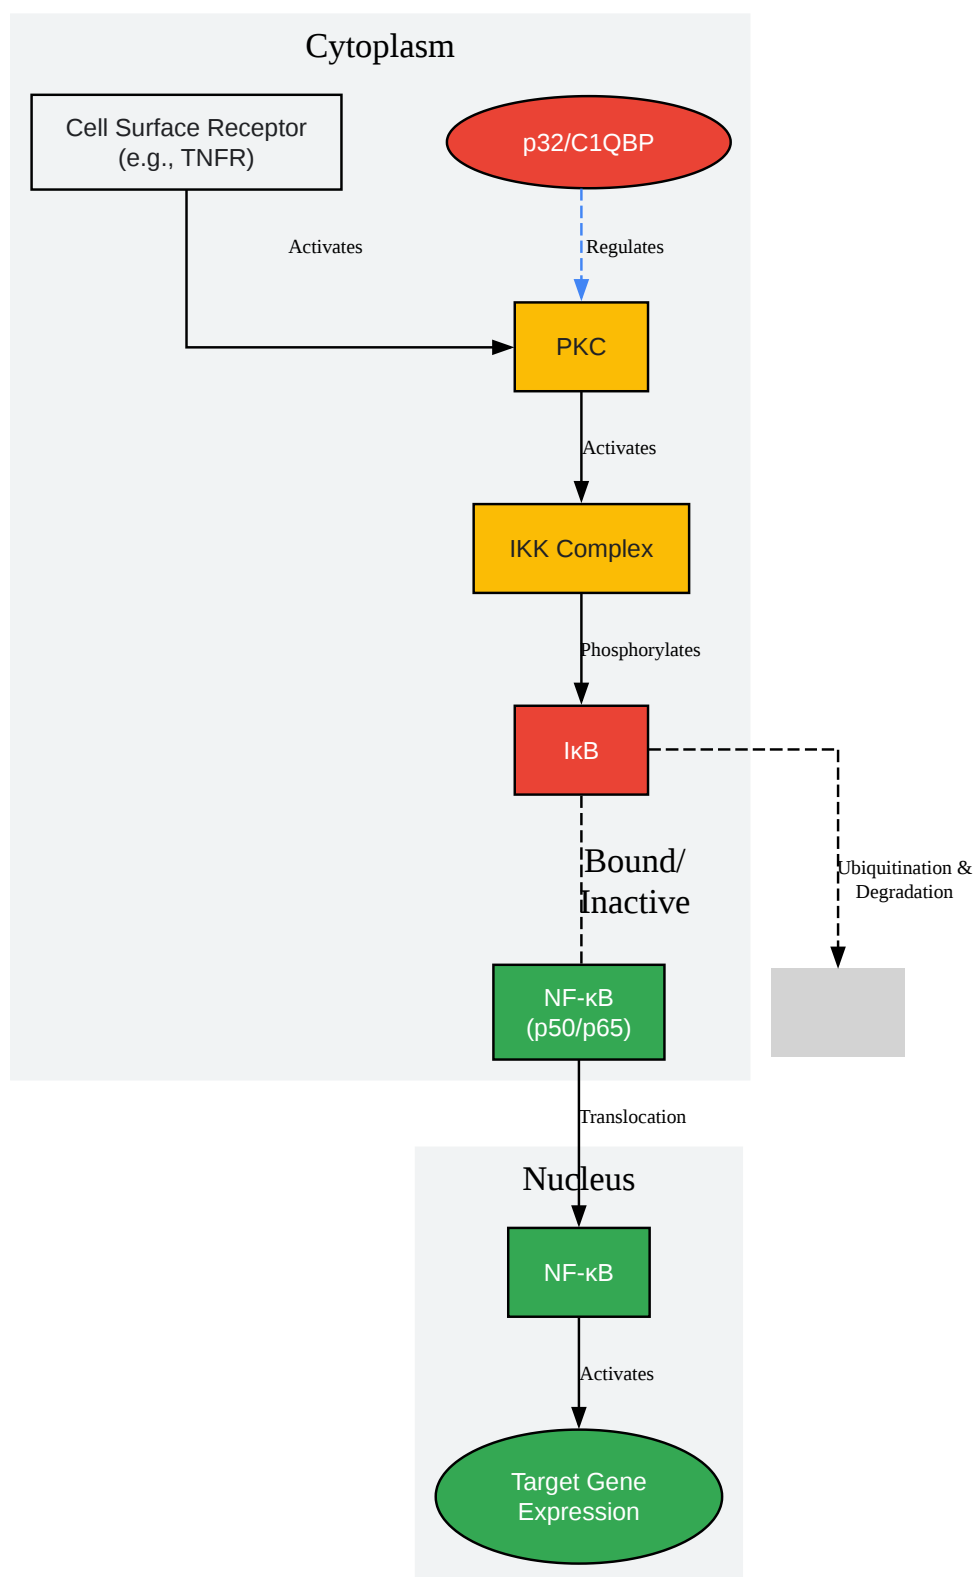 Cytoplasm
Cell Surface Receptor
(e.g., TNFR)
p32/C1QBP
Activates
Regulates
PKC
Activates
IKK Complex
Phosphorylates
IκB
Bound/
Inactive
Ubiquitination &
Degradation
NF-κB
(p50/p65)
Translocation
Nucleus
NF-κB
Activates
Target Gene
Expression